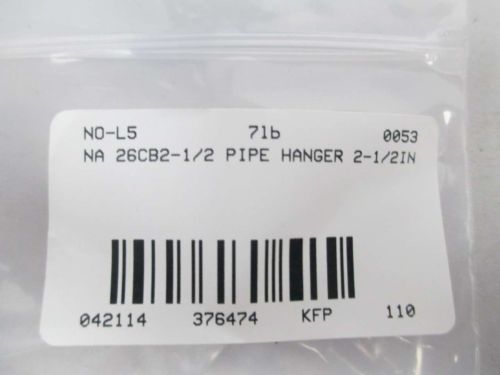 NO-L5 71b 0053
NA 26CB2-1/2 PIPE HANGER 2-1/2IN
042114 376474 KFP 110